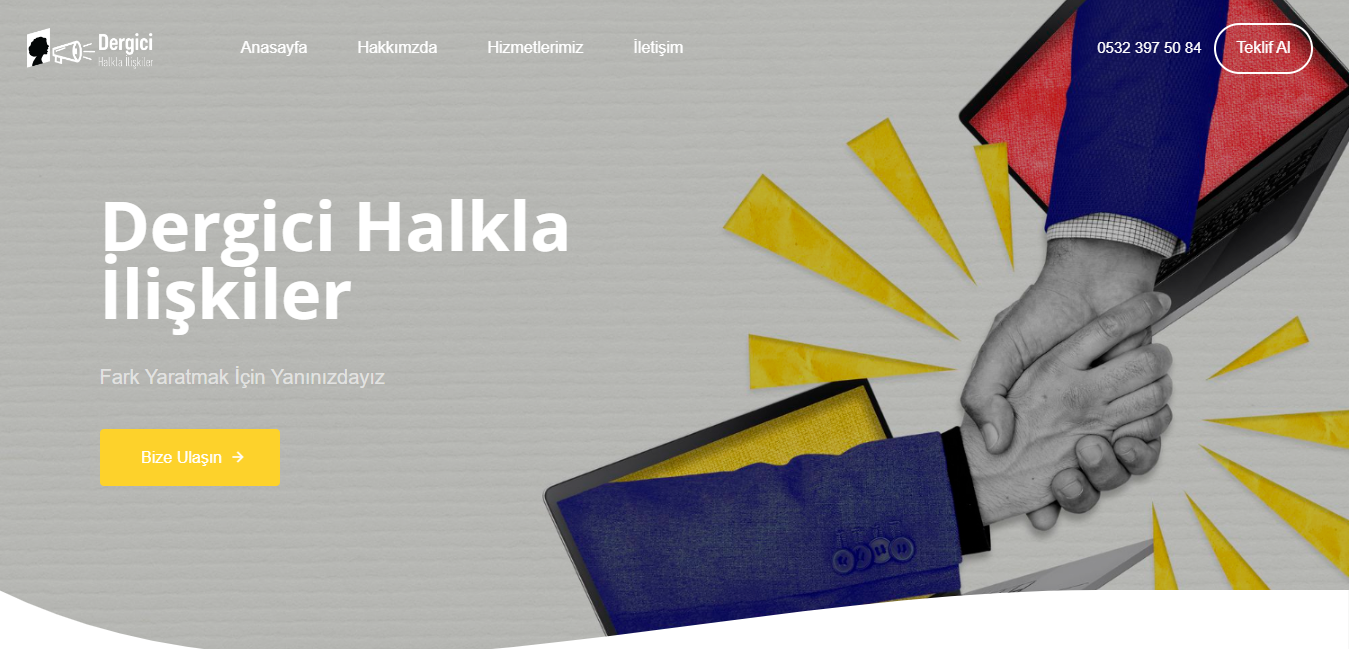 Dergici
Halkla İlişkiler
Anasayfa
Hakkımzda
Hizmetlerimiz
İletişim
0532 397 50 84
Teklif Al
Dergici Halkla
İlişkiler
Fark Yaratmak İçin Yanınızdayız
Bize Ulaşın →